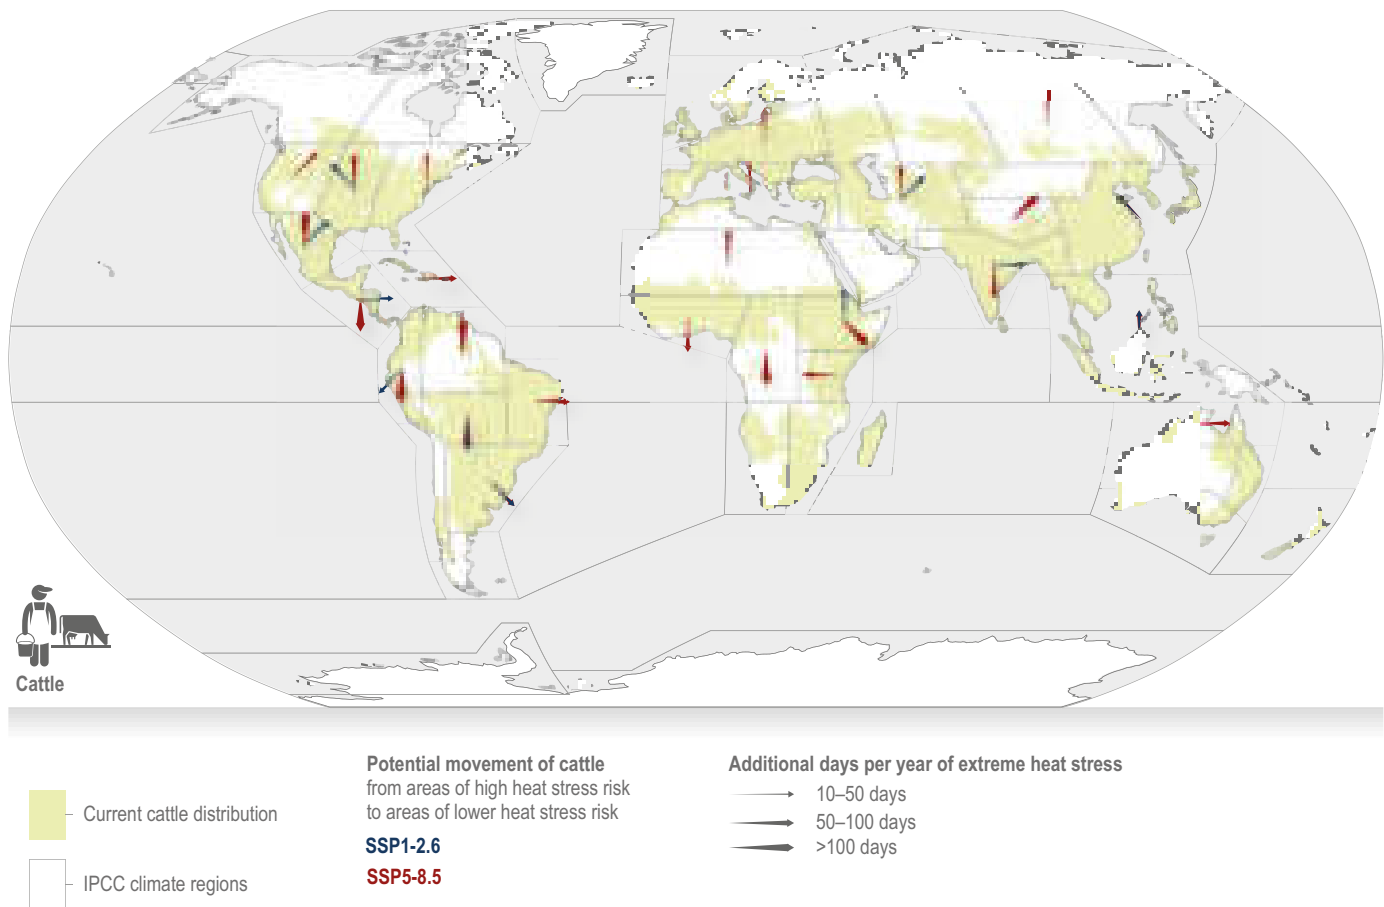 Cattle
Current cattle distribution
IPCC climate regions
Potential movement of cattle
from areas of high heat stress risk
to areas of lower heat stress risk
SSP1-2.6
SSP5-8.5
Additional days per year of extreme heat stress
10–50 days
50–100 days
>100 days